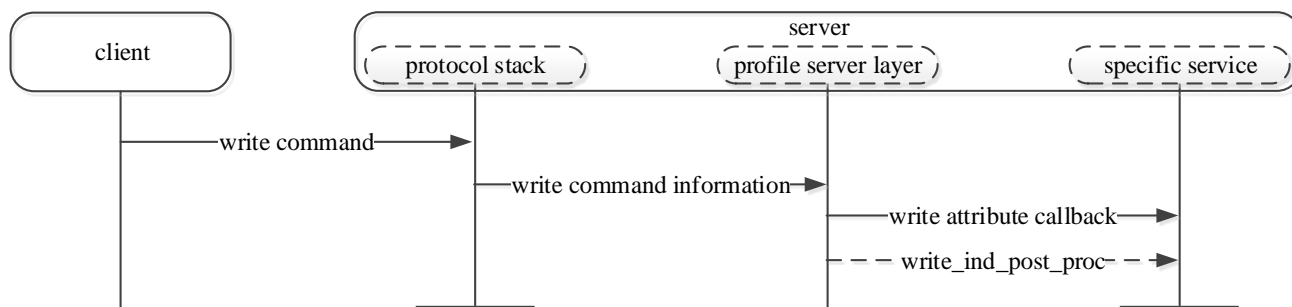 client
server
protocol stack
profile server layer
specific service
write command
write command information
write attribute callback
write_ind_post_proc